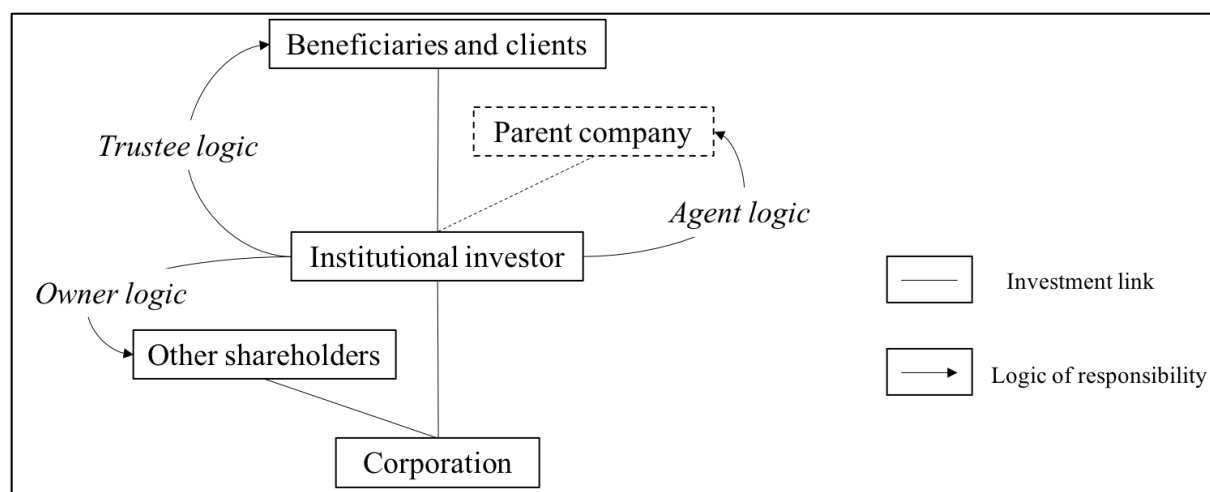 Beneficiaries and clients
Parent company
Trustee logic
Agent logic
Institutional investor
Investment link
Owner logic
Other shareholders
Logic of responsibility
Corporation